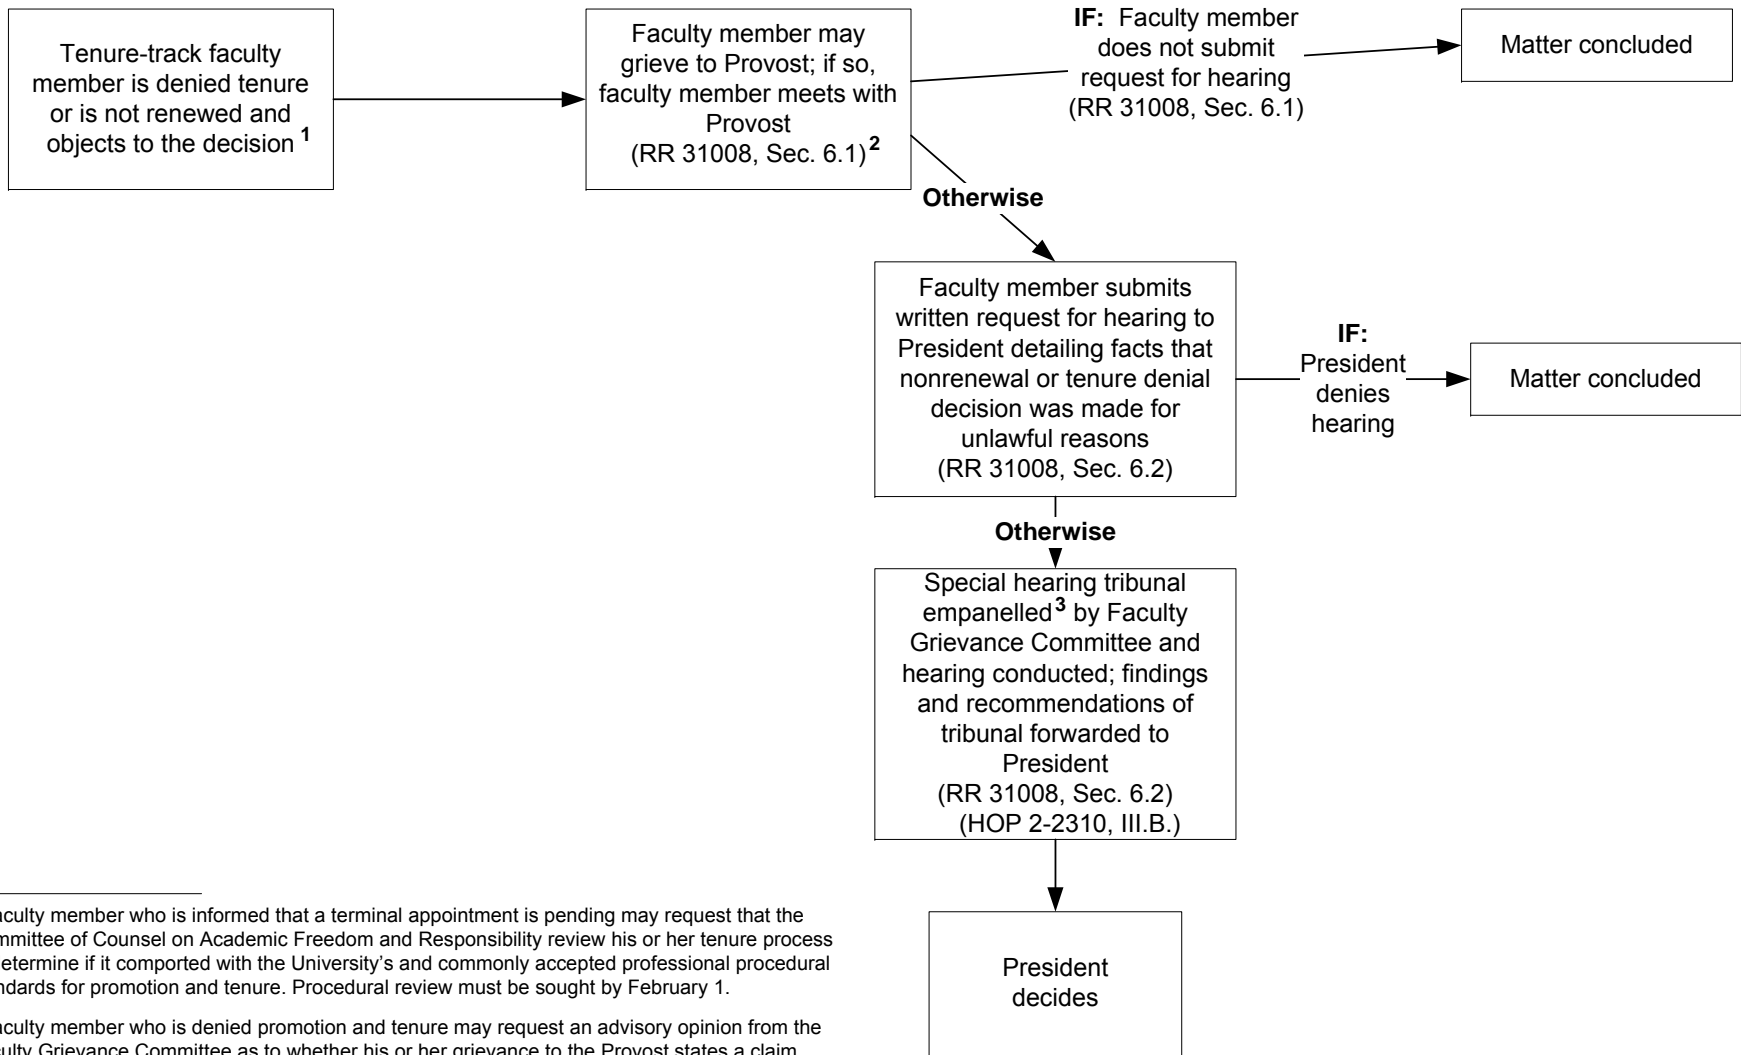 Tenure-track faculty
member is denied tenure
or is not renewed and
objects to the decision 1
Faculty member may
grieve to Provost; if so,
faculty member meets with
Provost
(RR 31008, Sec. 6.1) 2
IF: Faculty member
does not submit
request for hearing
(RR 31008, Sec. 6.1)
Matter concluded
Otherwise
Faculty member submits
written request for hearing to
President detailing facts that
nonrenewal or tenure denial
decision was made for
unlawful reasons
(RR 31008, Sec. 6.2)
IF:
President
denies
hearing
Matter concluded
Otherwise
Special hearing tribunal
empanelled 3 by Faculty
Grievance Committee and
hearing conducted; findings
and recommendations of
tribunal forwarded to
President
(RR 31008, Sec. 6.2)
(HOP 2-2310, III.B.)
President
decides
aculty member who is informed that a terminal appointment is pending may request that the
mmittee of Counsel on Academic Freedom and Responsibility review his or her tenure process
etermine if it comported with the University's and commonly accepted professional procedural
ndards for promotion and tenure. Procedural review must be sought by February 1.
aculty member who is denied promotion and tenure may request an advisory opinion from the
culty Grievance Committee as to whether his or her grievance to the Provost states a claim